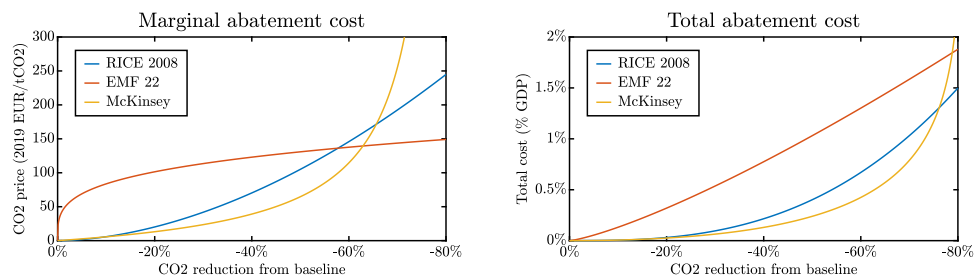 Marginal abatement cost
CO2 price (2019 EUR/tCO2)
300
250
200
150
100
50
0
RICE 2008
EMF 22
McKinsey
0%
-20%
-40%
-60%
-80%
CO2 reduction from baseline
Total abatement cost
Total cost (% GDP)
2%
1.5%
1%
0.5%
0%
RICE 2008
EMF 22
McKinsey
0%
-20%
-40%
-60%
-80%
CO2 reduction from baseline